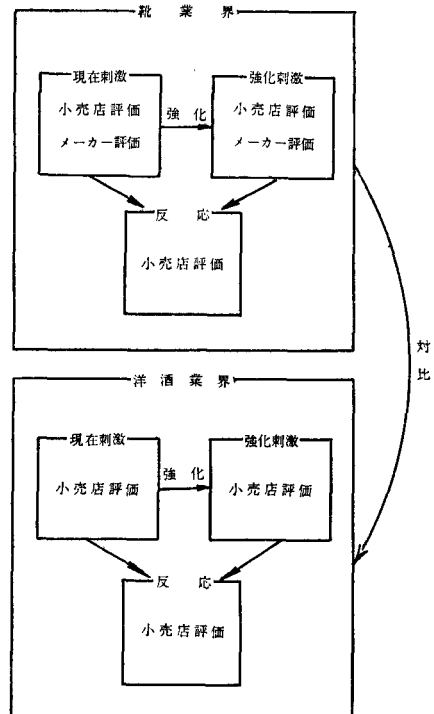 靴業界
現在刺激
強化刺激
小売店評価
メーカー評価
強化
小売店評価
メーカー評価
反応
小売店評価
対比
洋酒業界
現在刺激
強化刺激
小売店評価
強化
小売店評価
反応
小売店評価